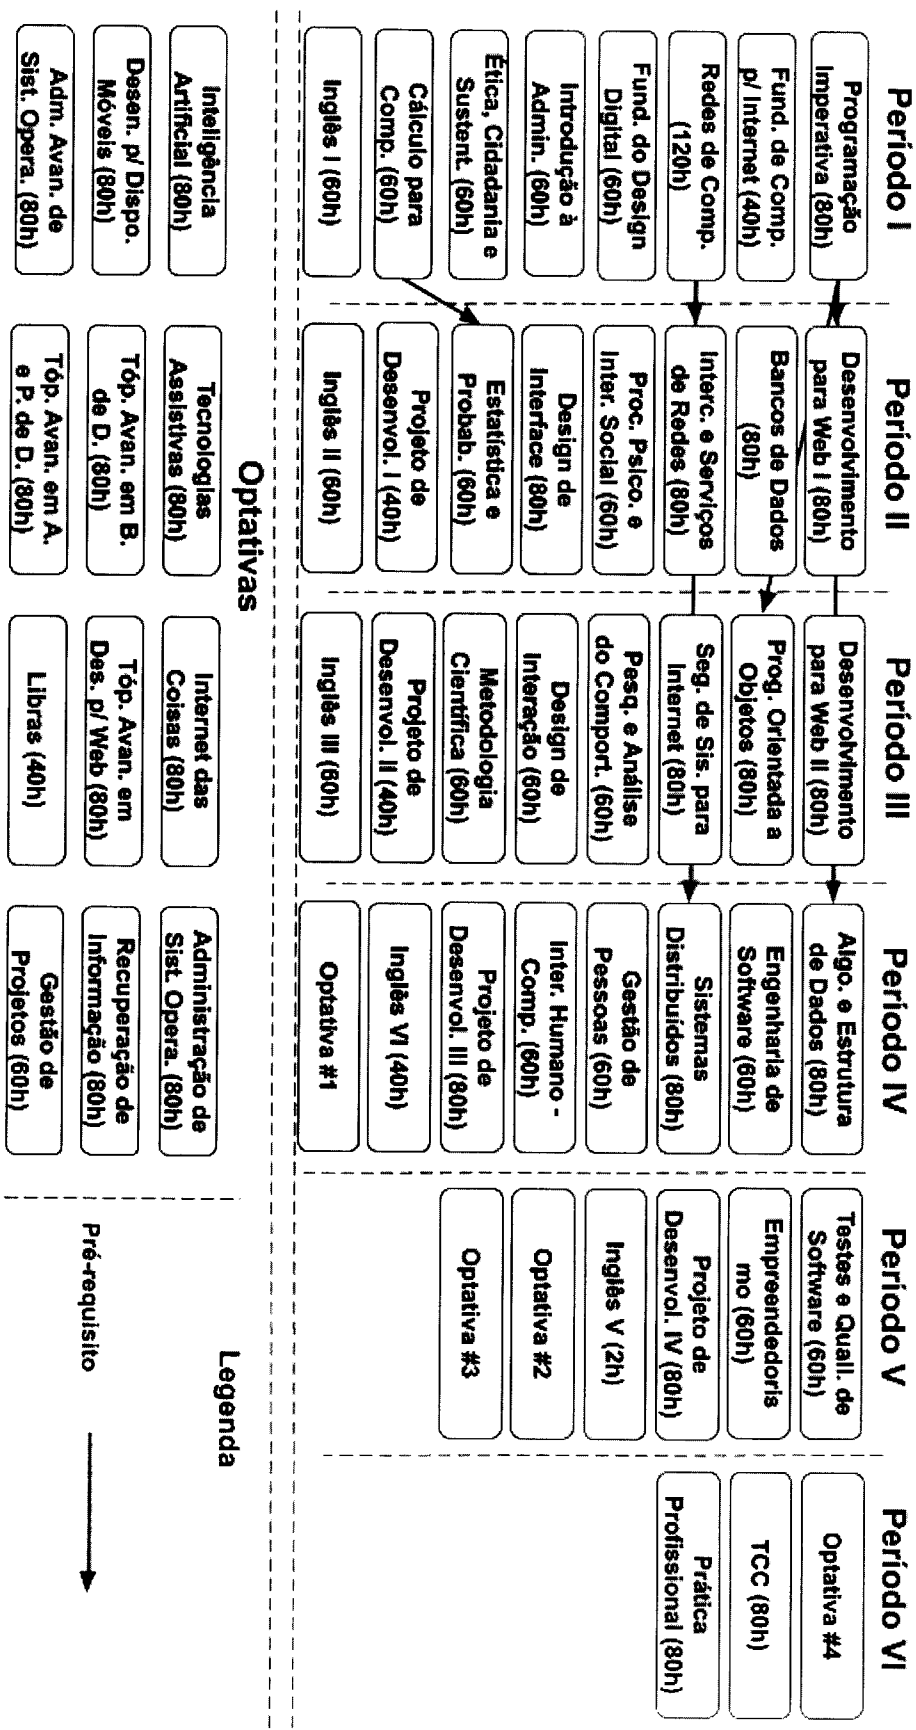 Período I
Programação
Imperativa (80h)
Fund. de Comp.
p/ Internet (40h)
Redes de Comp.
(120h)
Fund. do Design
Digital (60h)
Introdução à
Admin. (60h)
Ética, Cidadania e
Sustent. (60h)
Cálculo para
Comp. (60h)
Inglês I (60h)
Período II
Desenvolvimento
para Web I (80h)
Bancos de Dados
(80h)
Interc. e Serviços
de Redes (80h)
Proc. Psico. e
Inter. Social (60h)
Design de
Interface (80h)
Estatística e
Probab. (60h)
Projeto de
Desenvol. I (40h)
Inglês II (60h)
Período III
Desenvolvimento
para Web II (80h)
Prog. Orientada a
Objetos (80h)
Seg. de Sis. para
Internet (80h)
Pesq. e Análise
do Comport. (60h)
Design de
Interação (60h)
Metodologia
Científica (60h)
Projeto de
Desenvol. II (40h)
Inglês III (60h)
Período IV
Algo. e Estrutura
de Dados (80h)
Engenharia de
Software (60h)
Sistemas
Distribuídos (80h)
Gestão de
Pessoas (60h)
Inter. Humano -
Comp. (60h)
Projeto de
Desenvol. III (80h)
Inglês VI (40h)
Optativa #1
Período V
Testes e Quali. de
Software (60h)
Empreendedoris
mo (60h)
Projeto de
Desenvol. IV (80h)
Inglês V (2h)
Optativa #2
Optativa #3
Período VI
Optativa #4
TCC (80h)
Prática
Profissional (80h)
Optativas
Inteligência
Artificial (80h)
Desen. p/ Dispo.
Móveis (80h)
Adm. Avan. de
Sist. Opera. (80h)
Tecnologias
Assistivas (80h)
Tóp. Avan. em B.
de D. (80h)
Tóp. Avan. em A.
e P. de D. (80h)
Internet das
Coisas (80h)
Tóp. Avan. em
Des. p/ Web (80h)
Libras (40h)
Administração de
Sist. Opera. (80h)
Recuperação de
Informação (80h)
Gestão de
Projetos (60h)
Legenda
Pré-requisito